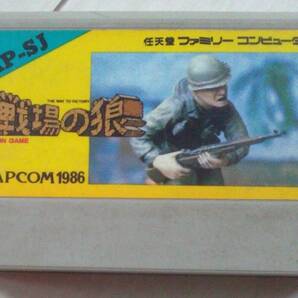 AP-SJ
任天堂 ファミリー コンピュータ
THE WAY TO VICTORY
戦場の狼
ON GAME
APCOM 1986